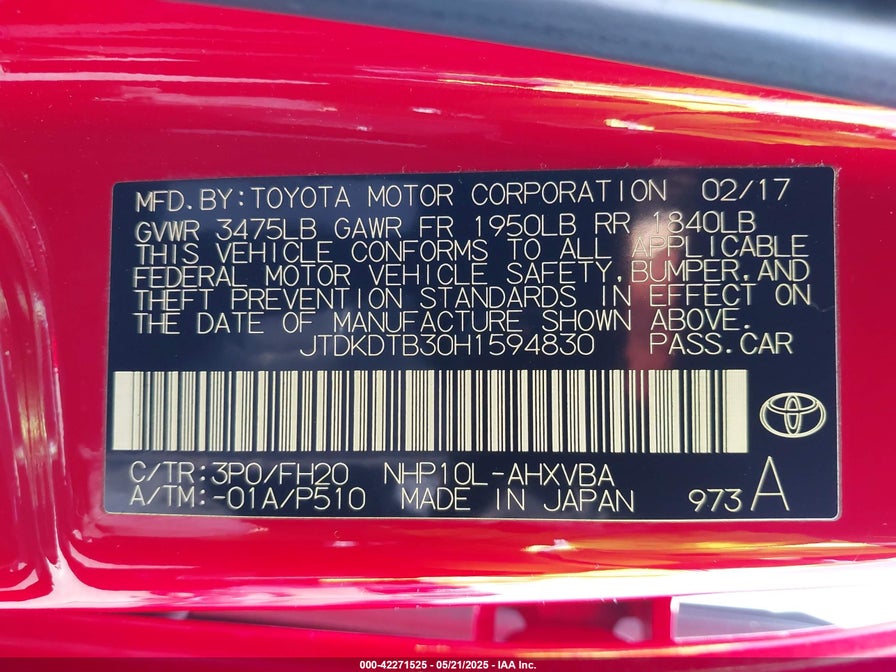 MFD.BY:TOYOTA MOTOR CORPORATION 02/17
GVWR 3475LB GAWR FR 1950LB RR 1840LB
THIS VEHICLE CONFORMS TO ALL APPLICABLE
FEDERAL MOTOR VEHICLE SAFETY,BUMPER,AND
THEFT PREVENTION STANDARDS IN EFFECT ON
THE DATE OF MANUFACTURE SHOWN ABOVE.
JTDKDTB30H1594830 PASS.CAR
C/TR:3P0/FH20 NHP10L-AHXVBA
A/TM:-01A/P510 MADE IN JAPAN 973 A
000-42271525 - 05/21/2025 - IAA Inc.